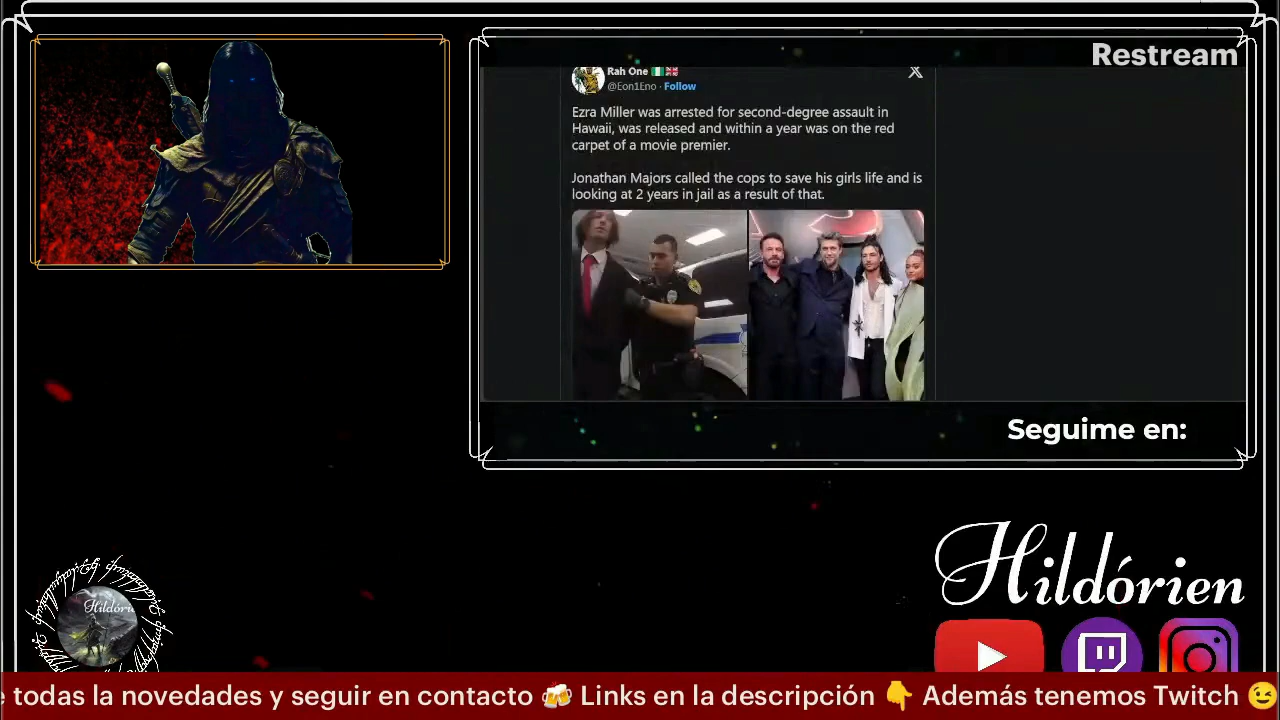 Restream
Rah One
@Eon1Eno · Follow
Ezra Miller was arrested for second-degree assault in
Hawaii, was released and within a year was on the red
carpet of a movie premier.
Jonathan Majors called the cops to save his girls life and is
looking at 2 years in jail as a result of that.
Seguime en:
Hildórien
Hildórien
e todas la novedades y seguir en contacto 🍻 Links en la descripción 👇 Además tenemos Twitch 😉